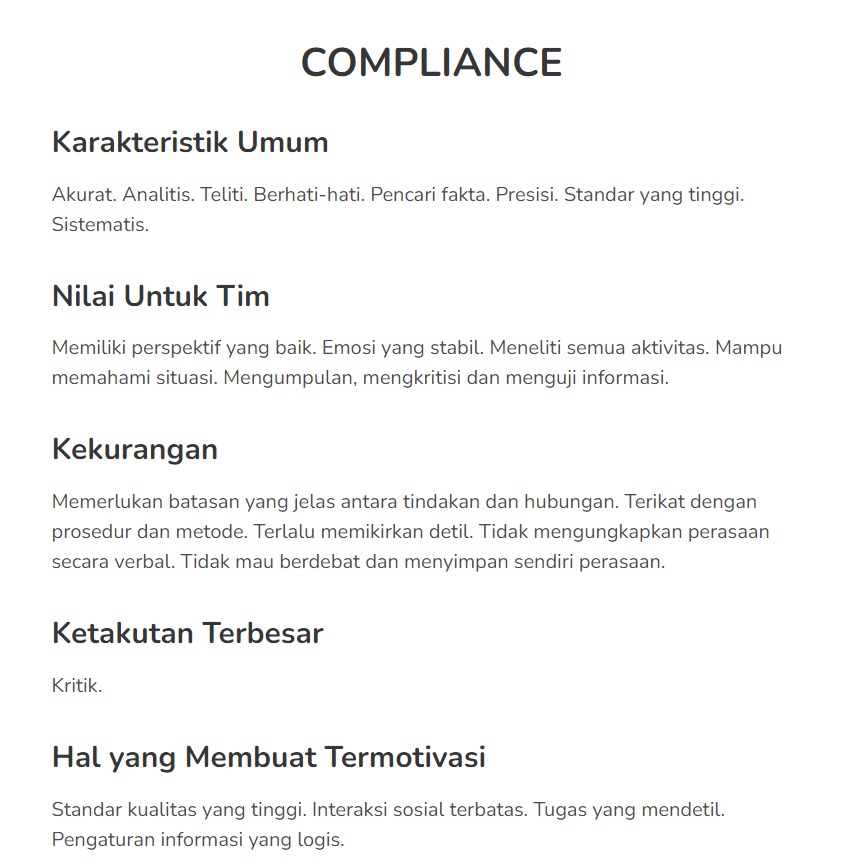 COMPLIANCE
Karakteristik Umum
Akurat. Analitis. Teliti. Berhati-hati. Pencari fakta. Presisi. Standar yang tinggi.
Sistematis.
Nilai Untuk Tim
Memiliki perspektif yang baik. Emosi yang stabil. Meneliti semua aktivitas. Mampu
memahami situasi. Mengumpulan, mengkritisi dan menguji informasi.
Kekurangan
Memerlukan batasan yang jelas antara tindakan dan hubungan. Terikat dengan
prosedur dan metode. Terlalu memikirkan detil. Tidak mengungkapkan perasaan
secara verbal. Tidak mau berdebat dan menyimpan sendiri perasaan.
Ketakutan Terbesar
Kritik.
Hal yang Membuat Termotivasi
Standar kualitas yang tinggi. Interaksi sosial terbatas. Tugas yang mendetil.
Pengaturan informasi yang logis.